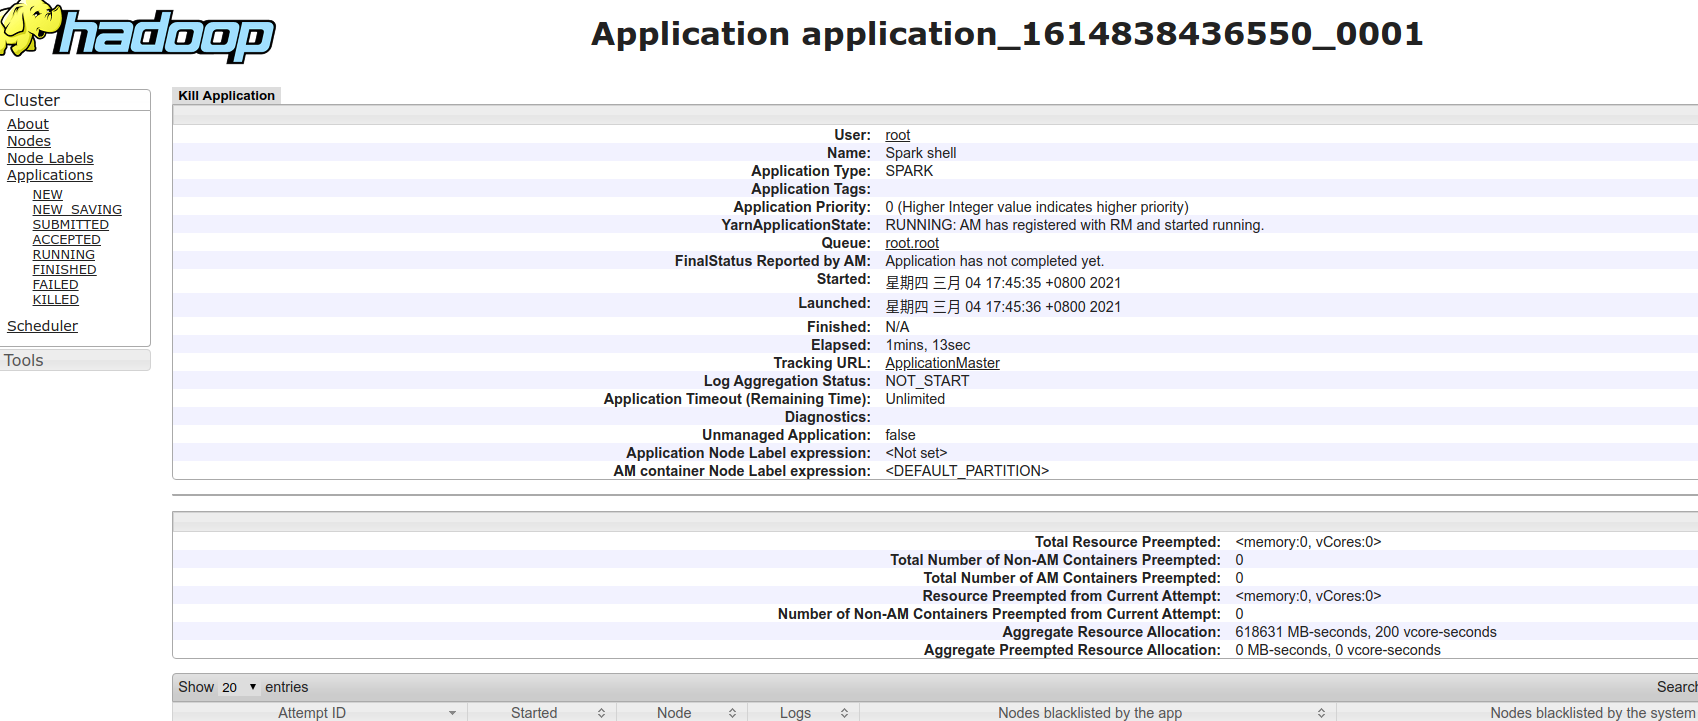 hadoop
Application application_1614838436550_0001
Cluster
About
Nodes
Node Labels
Applications
NEW
NEW_SAVING
SUBMITTED
ACCEPTED
RUNNING
FINISHED
FAILED
KILLED
Scheduler
Tools
Kill Application
User: root
Name: Spark shell
Application Type: SPARK
Application Tags:
Application Priority: 0 (Higher Integer value indicates higher priority)
YarnApplicationState: RUNNING: AM has registered with RM and started running.
Queue: root.root
FinalStatus Reported by AM: Application has not completed yet.
Started: 星期四 三月 04 17:45:35 +0800 2021
Launched: 星期四 三月 04 17:45:36 +0800 2021
Finished: N/A
Elapsed: 1mins, 13sec
Tracking URL: ApplicationMaster
Log Aggregation Status: NOT_START
Application Timeout (Remaining Time): Unlimited
Diagnostics:
Unmanaged Application: false
Application Node Label expression: <Not set>
AM container Node Label expression: <DEFAULT_PARTITION>
Total Resource Preempted: <memory:0, vCores:0>
Total Number of Non-AM Containers Preempted: 0
Total Number of AM Containers Preempted: 0
Resource Preempted from Current Attempt: <memory:0, vCores:0>
Number of Non-AM Containers Preempted from Current Attempt: 0
Aggregate Resource Allocation: 618631 MB-seconds, 200 vcore-seconds
Aggregate Preempted Resource Allocation: 0 MB-seconds, 0 vcore-seconds
Show 20 entries Search
Attempt ID Started Node Logs Nodes blacklisted by the app Nodes blacklisted by the system